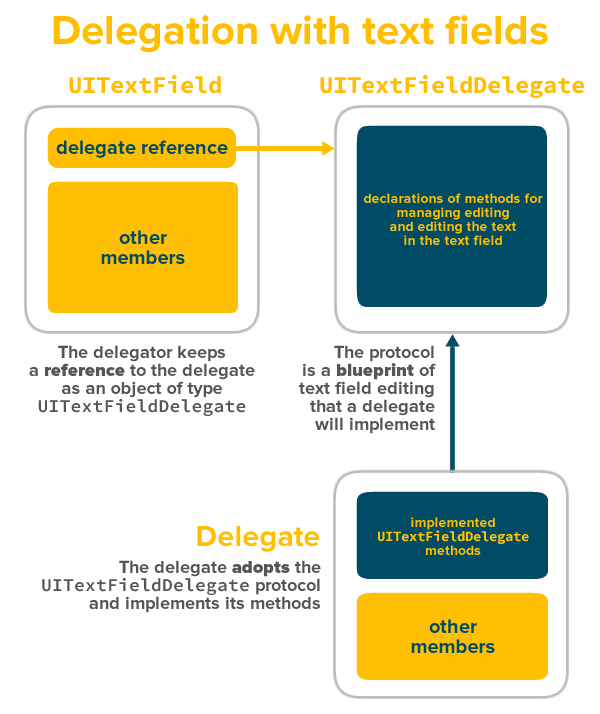 Delegation with text fields
UITextField
UITextFieldDelegate
delegate reference
other
members
declarations of methods for
managing editing
and editing the text
in the text field
The delegator keeps
a reference to the delegate
as an object of type
UITextFieldDelegate
The protocol
is a blueprint of
text field editing
that a delegate
will implement
Delegate
The delegate adopts the
UITextFieldDelegate protocol
and implements its methods
implemented
UITextFieldDelegate
methods
other
members